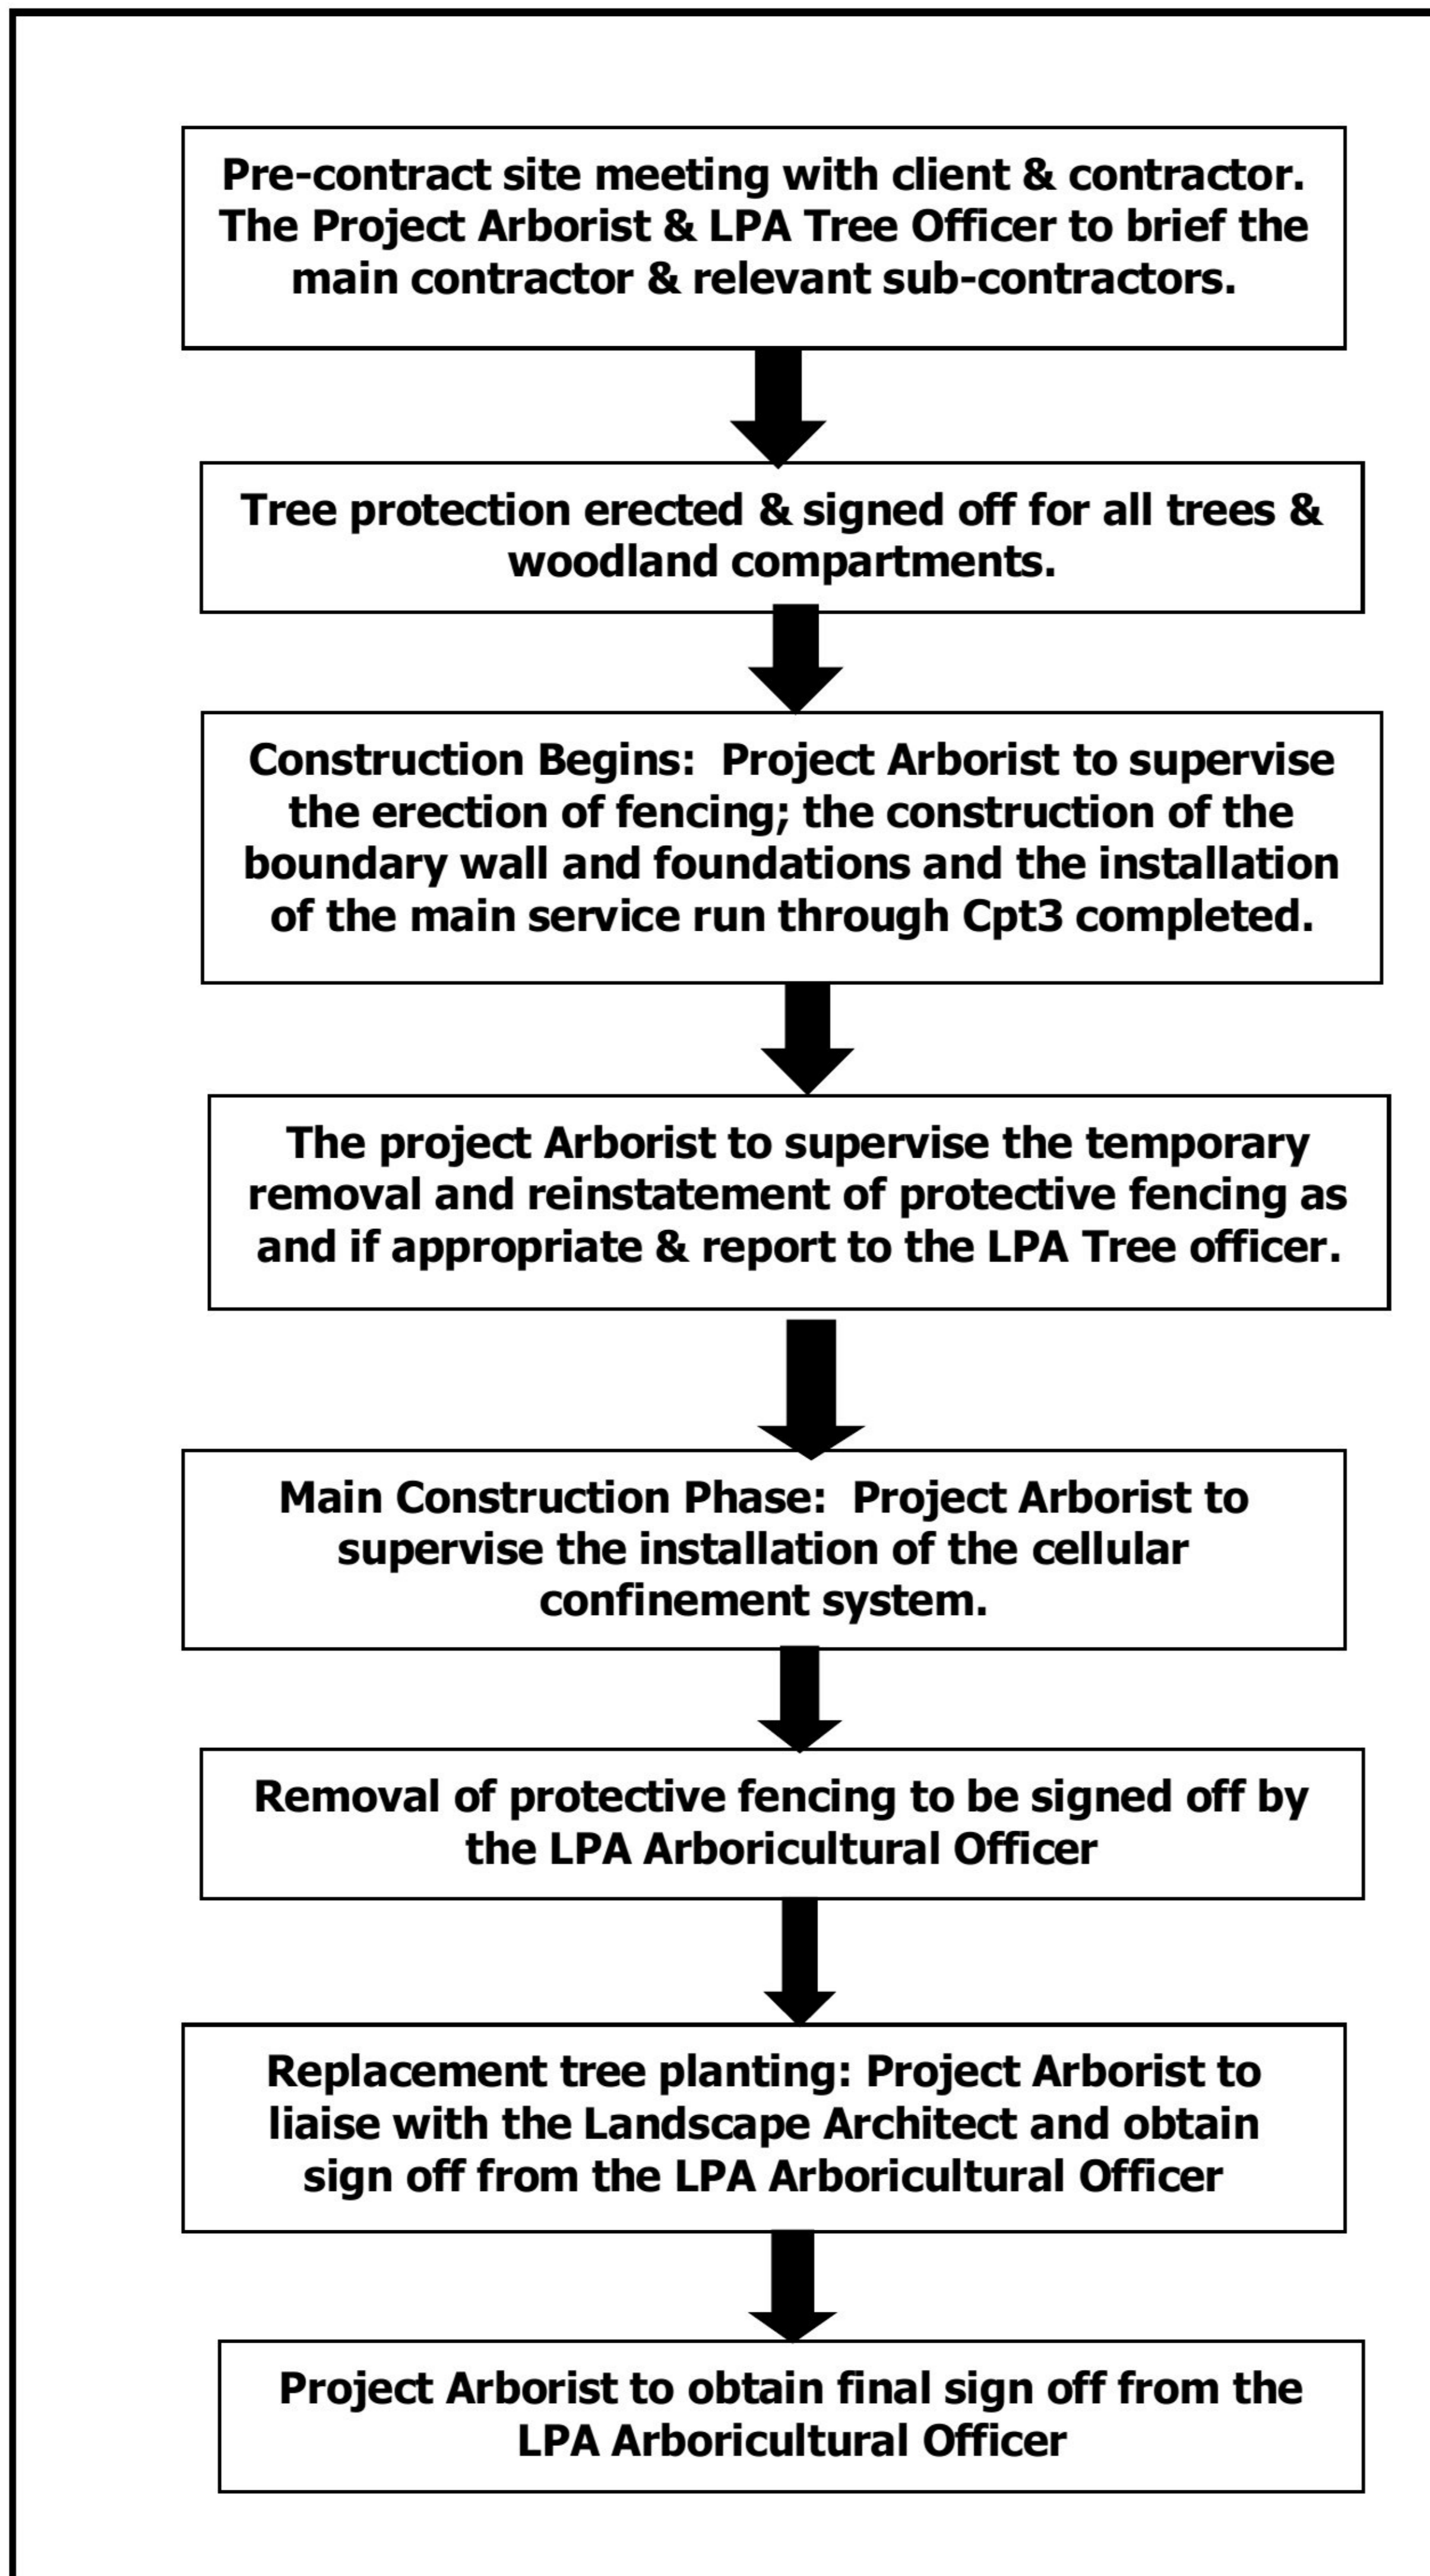 Pre-contract site meeting with client & contractor.
The Project Arborist & LPA Tree Officer to brief the
main contractor & relevant sub-contractors.
Tree protection erected & signed off for all trees &
woodland compartments.
Construction Begins:  Project Arborist to supervise
the erection of fencing; the construction of the
boundary wall and foundations and the installation
of the main service run through Cpt3 completed.
The project Arborist to supervise the temporary
removal and reinstatement of protective fencing as
and if appropriate & report to the LPA Tree officer.
Main Construction Phase:  Project Arborist to
supervise the installation of the cellular
confinement system.
Removal of protective fencing to be signed off by
the LPA Arboricultural Officer
Replacement tree planting: Project Arborist to
liaise with the Landscape Architect and obtain
sign off from the LPA Arboricultural Officer
Project Arborist to obtain final sign off from the
LPA Arboricultural Officer